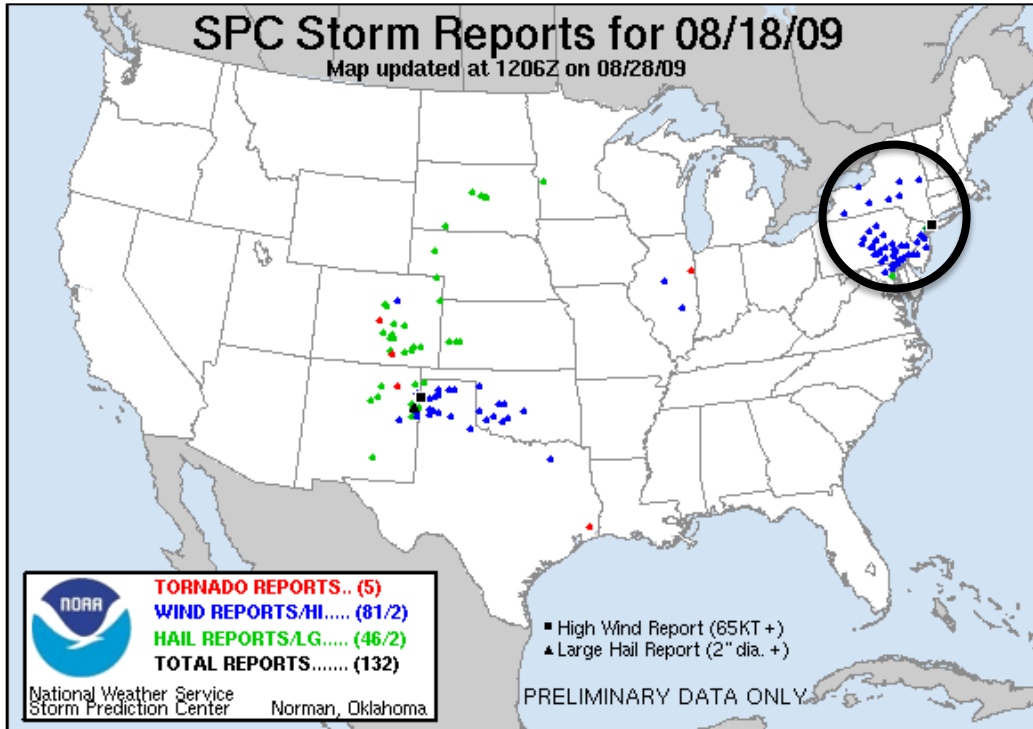 SPC Storm Reports for 08/18/09
Map updated at 1206Z on 08/28/09
NOAA
TORNADO REPORTS.. (5)
WIND REPORTS/HI..... (81/2)
HAIL REPORTS/LG..... (46/2)
TOTAL REPORTS....... (132)
National Weather Service
Storm Prediction Center Norman, Oklahoma
High Wind Report (65KT +)
Large Hail Report (2" dia. +)
PRELIMINARY DATA ONLY